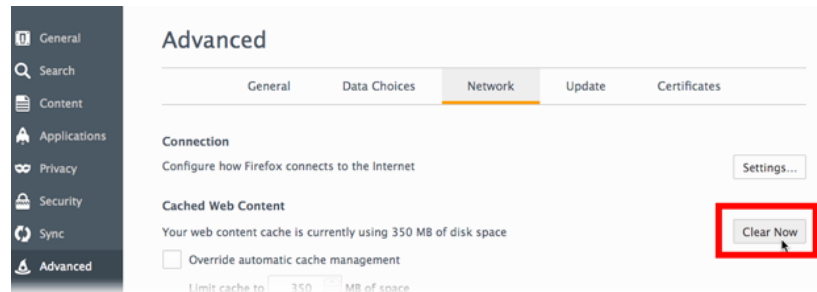 General
Search
Content
Applications
Privacy
Security
Sync
Advanced
Advanced
General Data Choices Network Update Certificates
Connection
Configure how Firefox connects to the Internet Settings...
Cached Web Content
Your web content cache is currently using 350 MB of disk space Clear Now
Override automatic cache management
Limit cache to 350 MB of space